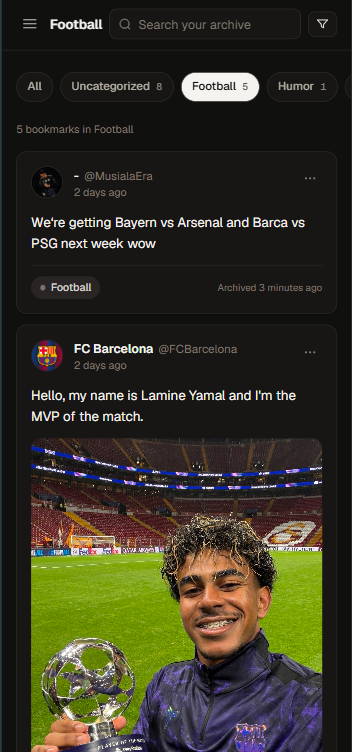 Football
Search your archive
All
Uncategorized 8
Football 5
Humor 1
5 bookmarks in Football
- @MusialaEra
2 days ago
We're getting Bayern vs Arsenal and Barca vs
PSG next week wow
Football
Archived 3 minutes ago
FC Barcelona @FCBarcelona
2 days ago
Hello, my name is Lamine Yamal and I'm the
MVP of the match.